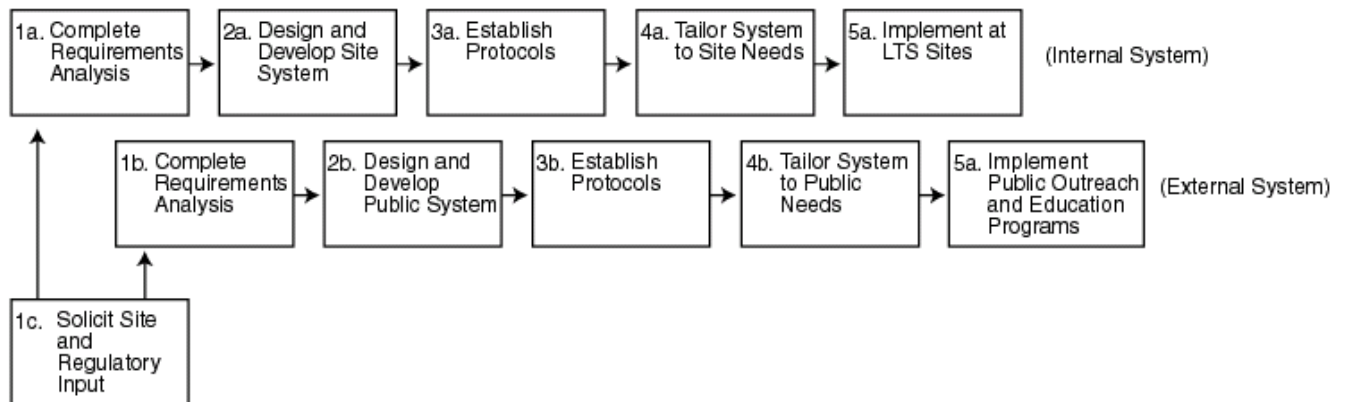 1a. Complete
Requirements
Analysis
2a. Design and
Develop Site
System
3a. Establish
Protocols
4a. Tailor System
to Site Needs
5a. Implement at
LTS Sites
(Internal System)
1b. Complete
Requirements
Analysis
2b. Design and
Develop
Public System
3b. Establish
Protocols
4b. Tailor System
to Public
Needs
5a. Implement
Public Outreach
and Education
Programs
(External System)
1c. Solicit Site
and
Regulatory
Input